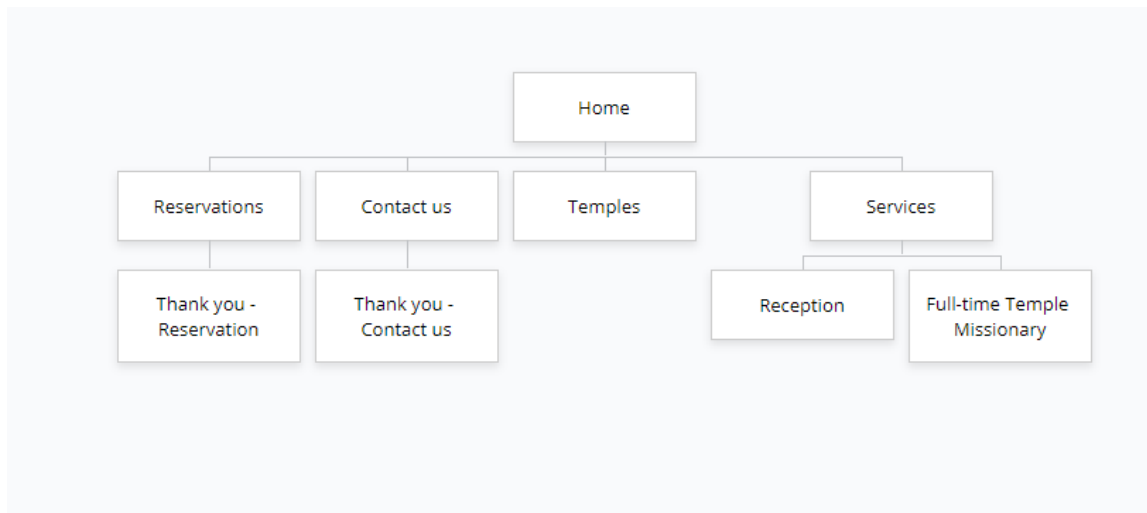 Home
Reservations
Contact us
Temples
Services
Thank you -
Reservation
Thank you -
Contact us
Reception
Full-time Temple
Missionary